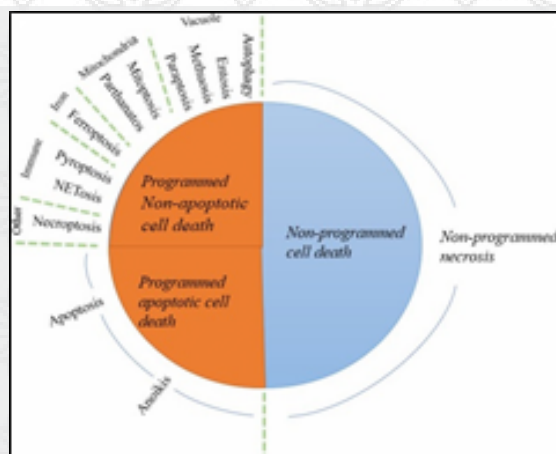 Vacuole
Autophagy
Entosis
Methuosis
Paraptosis
Mitochondria
Mitoptosis
Parthanatos
Iron
Ferroptosis
Immune
Pyroptosis
NETosis
Other
Necroptosis
Programmed
Non-apoptotic
cell death
Non-programmed
cell death
Non-programmed
necrosis
Programmed
apoptotic cell
death
Apoptosis
Anoikis